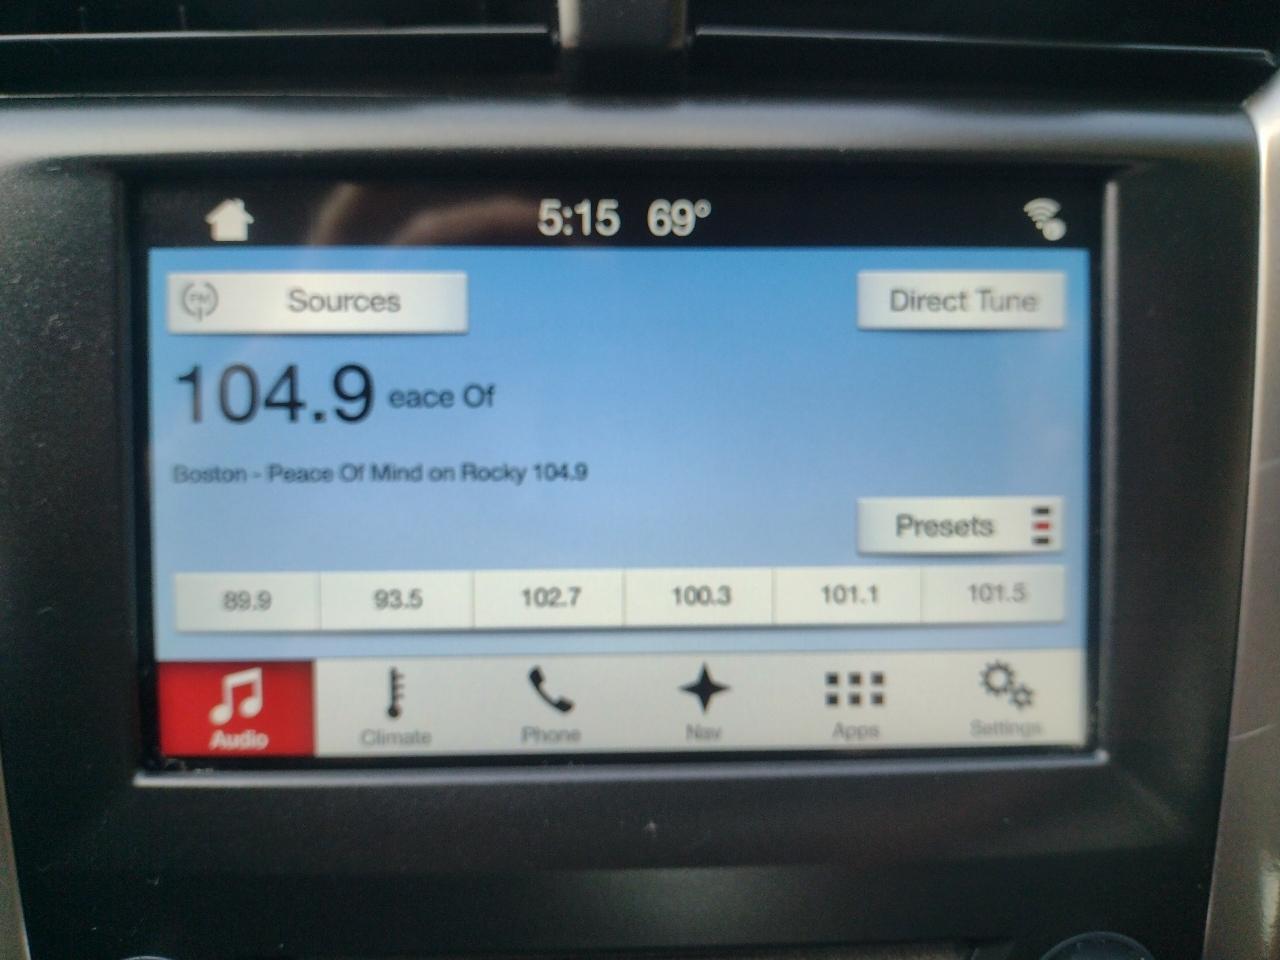 5:15 69°
FM Sources Direct Tune
104.9 eace Of
Boston - Peace Of Mind on Rocky 104.9
Presets
89.9 93.5 102.7 100.3 101.1 101.5
Audio Climate Phone Nav Apps Settings